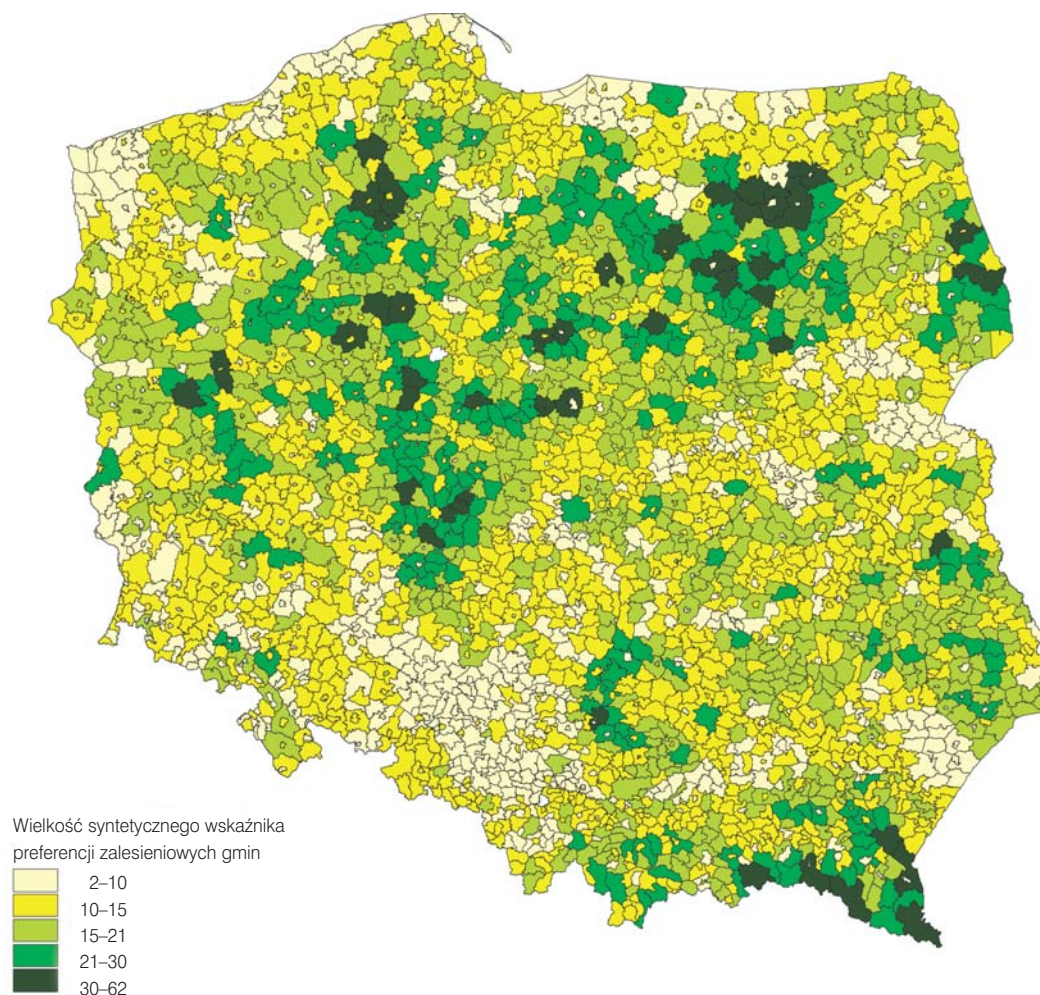 Wielkość syntetycznego wskaźnika
preferencji zalesieniowych gmin
2–10
10–15
15–21
21–30
30–62